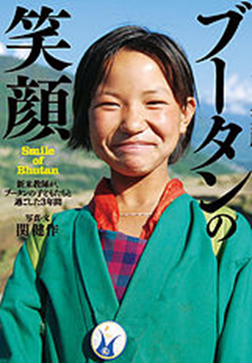 ブータンの
笑顔
Smile
of
Bhutan
新米教師が、
ブータンの子どもたちと
過ごした3年間
写真・文
関 健作